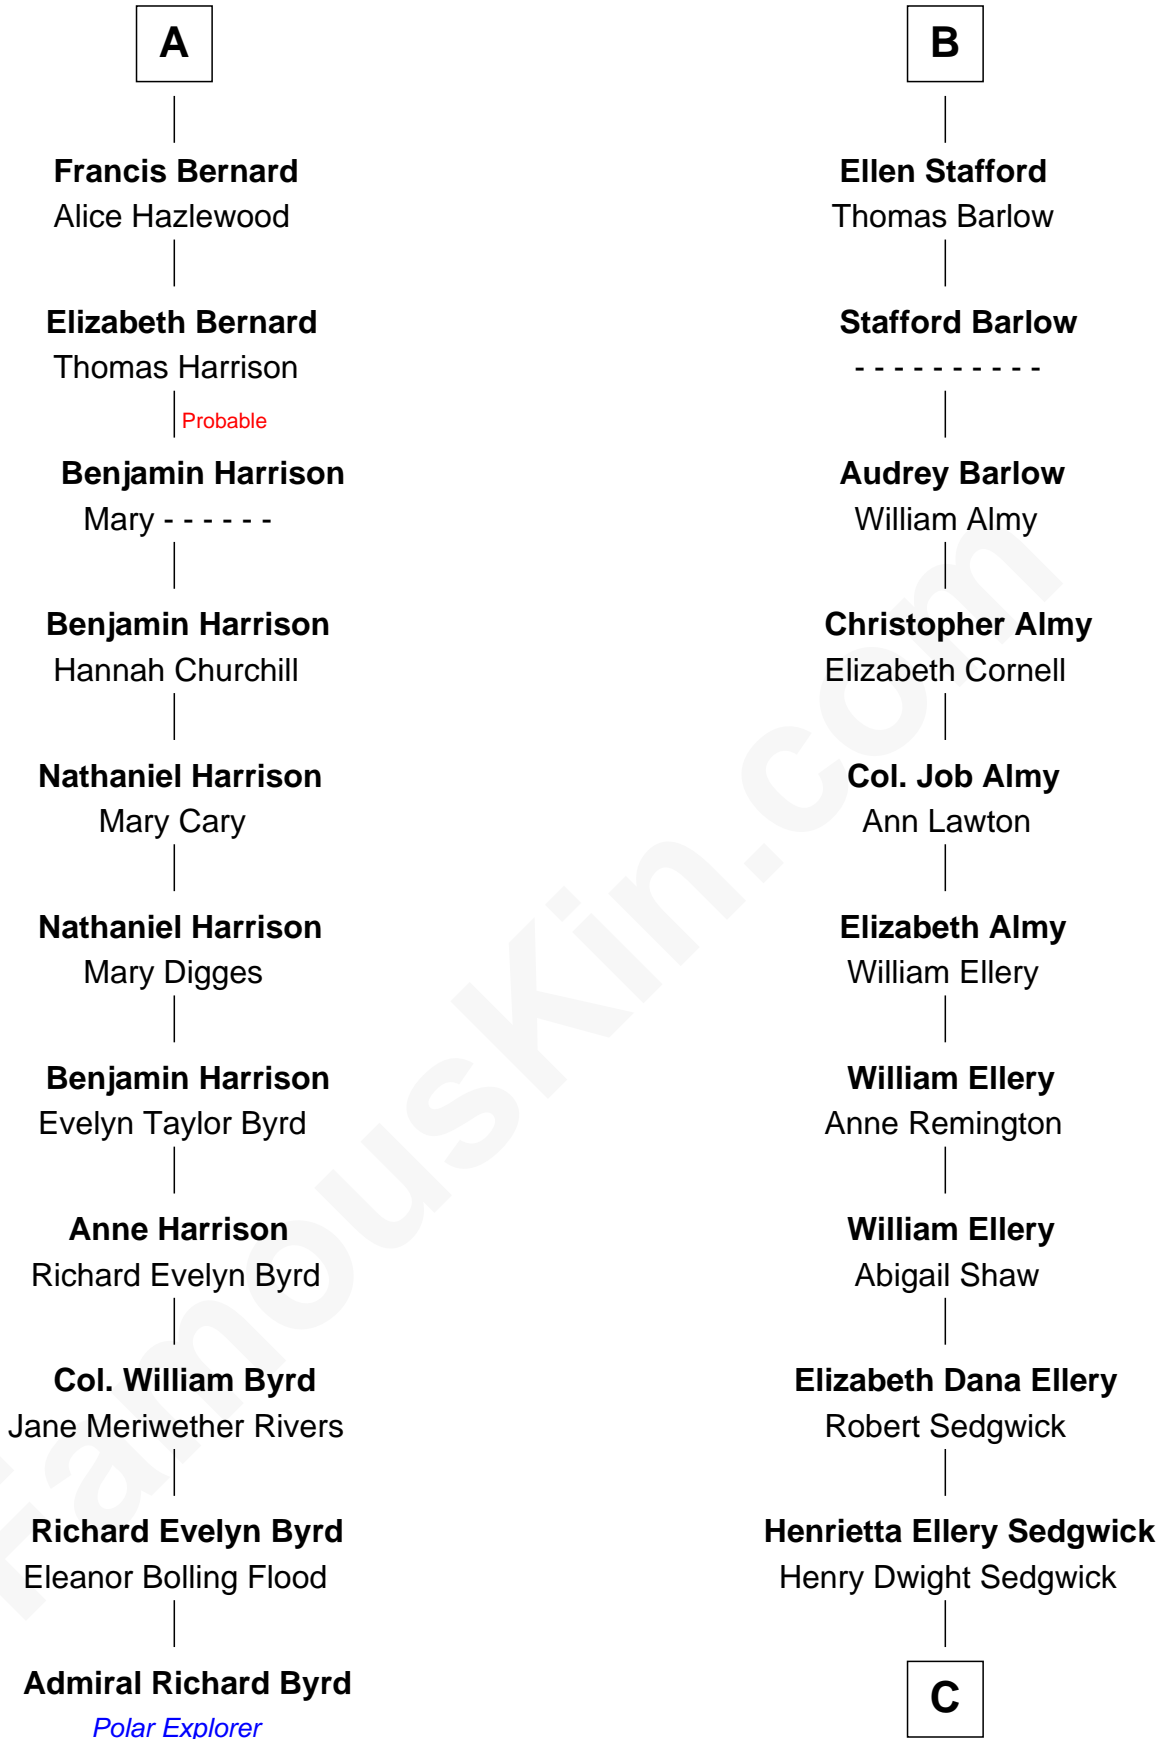 A
Francis Bernard
Alice Hazlewood
Elizabeth Bernard
Thomas Harrison
Probable
Benjamin Harrison
Mary - - - - - -
Benjamin Harrison
Hannah Churchill
Nathaniel Harrison
Mary Cary
Nathaniel Harrison
Mary Digges
Benjamin Harrison
Evelyn Taylor Byrd
Anne Harrison
Richard Evelyn Byrd
Col. William Byrd
Jane Meriwether Rivers
Richard Evelyn Byrd
Eleanor Bolling Flood
Admiral Richard Byrd
Polar Explorer
B
Ellen Stafford
Thomas Barlow
Stafford Barlow
- - - - - - - - - -
Audrey Barlow
William Almy
Christopher Almy
Elizabeth Cornell
Col. Job Almy
Ann Lawton
Elizabeth Almy
William Ellery
William Ellery
Anne Remington
William Ellery
Abigail Shaw
Elizabeth Dana Ellery
Robert Sedgwick
Henrietta Ellery Sedgwick
Henry Dwight Sedgwick
C
FamousKin.com